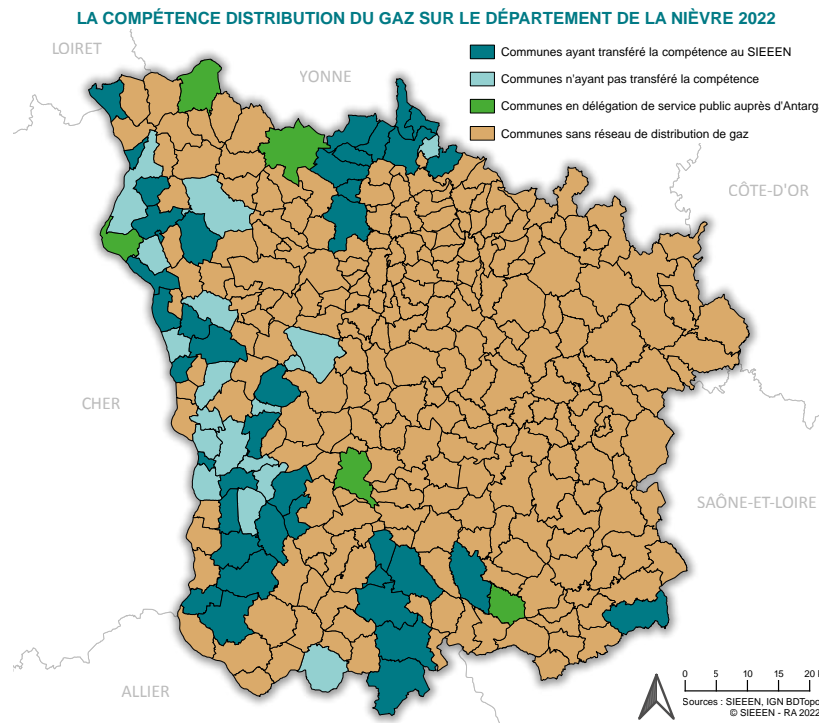 LA COMPÉTENCE DISTRIBUTION DU GAZ SUR LE DÉPARTEMENT DE LA NIÈVRE 2022
LOIRET
YONNE
Communes ayant transféré la compétence au SIEEEN
Communes n'ayant pas transféré la compétence
Communes en délégation de service public auprès d'Antarg
Communes sans réseau de distribution de gaz
CÔTE-D'OR
CHER
SAÔNE-ET-LOIRE
ALLIER
0 5 10 15 20
Sources : SIEEEN, IGN BDTopo
© SIEEEN - RA 2022